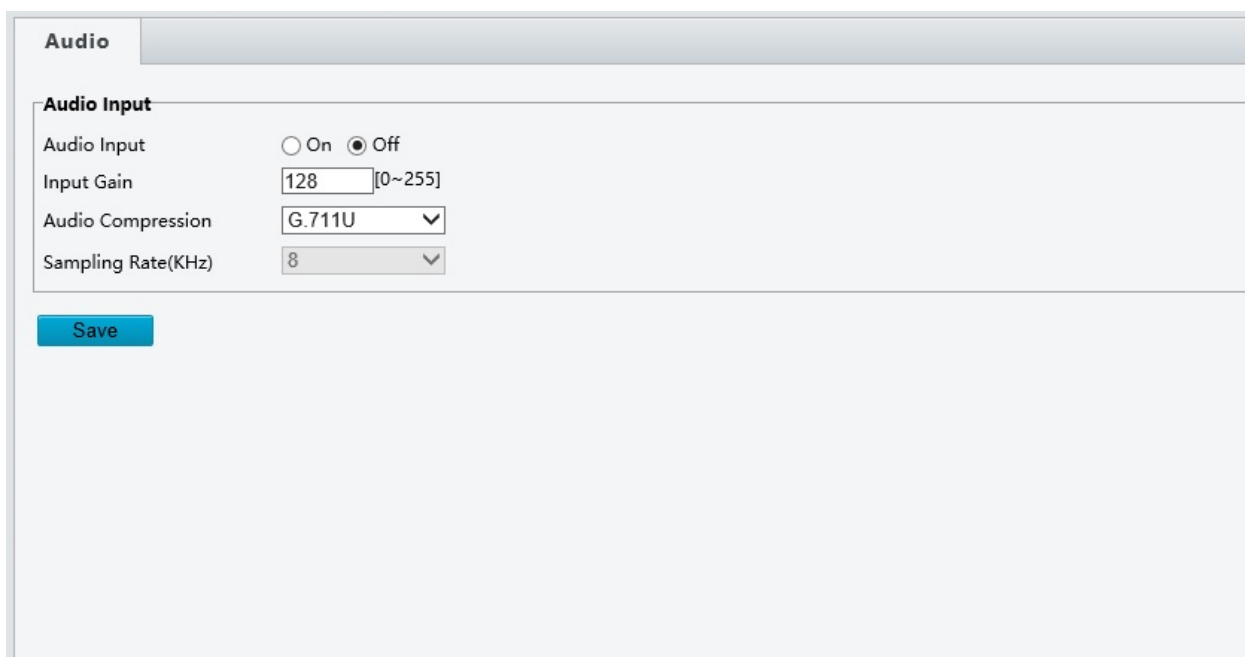 Audio
Audio Input
Audio Input On Off
Input Gain 128 [0~255]
Audio Compression G.711U
Sampling Rate(KHz) 8
Save